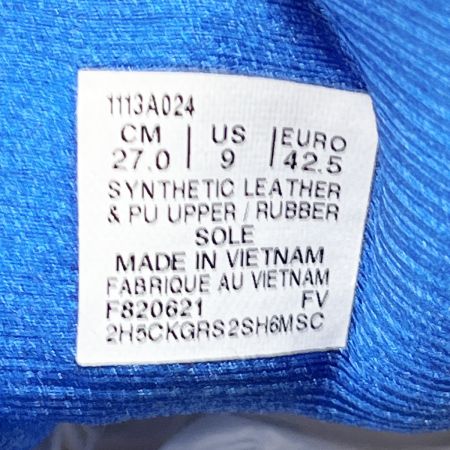 1113A024
CM | US | EURO
27.0 | 9 | 42.5
SYNTHETIC LEATHER
& PU UPPER / RUBBER
SOLE
MADE IN VIETNAM
FABRIQUE AU VIETNAM
F820621 FV
2H5CKGRS2SH6MSC